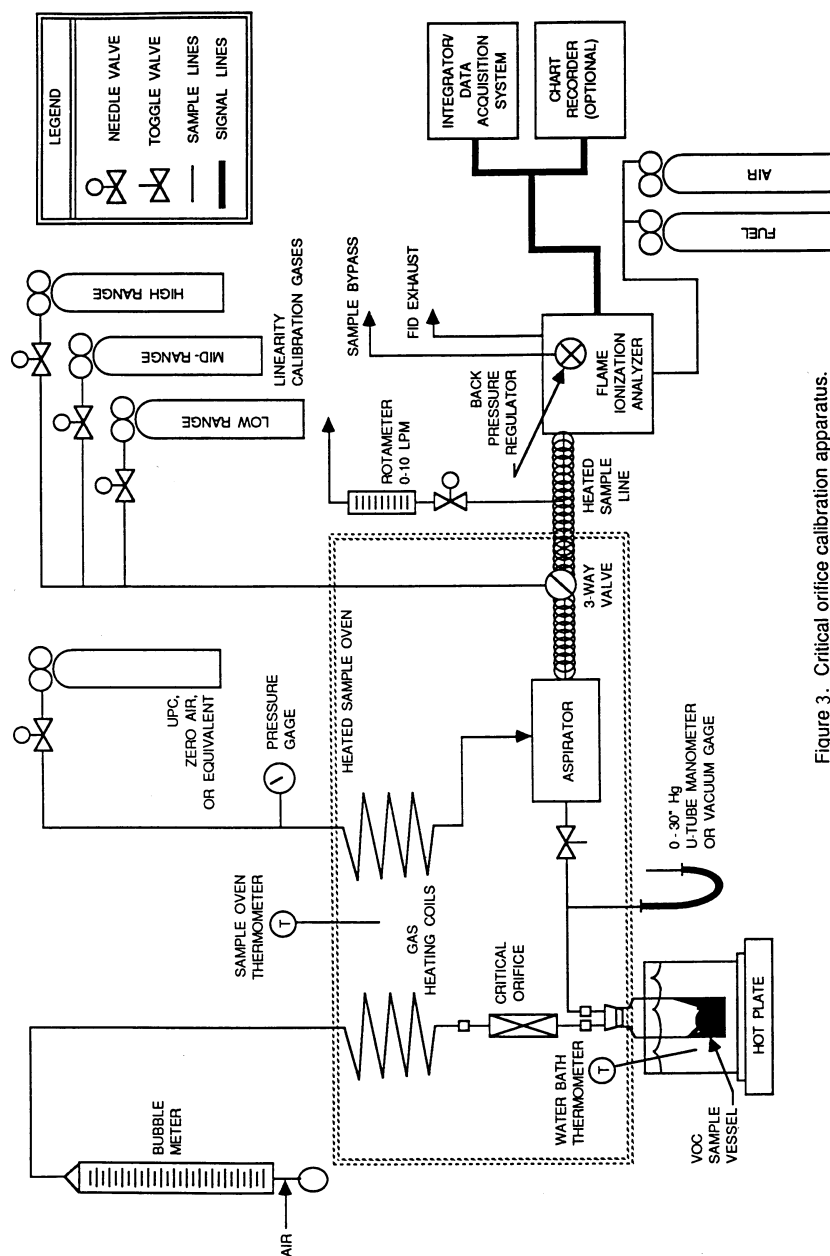 LEGEND
NEEDLE VALVE
TOGGLE VALVE
SAMPLE LINES
SIGNAL LINES
HIGH RANGE
MID-RANGE
LOW RANGE
LINEARITY
CALIBRATION GASES
UPC,
ZERO AIR,
OR EQUIVALENT
PRESSURE
GAGE
SAMPLE OVEN
THERMOMETER
T
BUBBLE
METER
AIR
HEATED SAMPLE OVEN
GAS
HEATING COILS
CRITICAL
ORIFICE
ASPIRATOR
3-WAY
VALVE
ROTAMETER
0-10 LPM
HEATED
SAMPLE
LINE
SAMPLE BYPASS
FID EXHAUST
BACK
PRESSURE
REGULATOR
FLAME
IONIZATION
ANALYZER
INTEGRATOR/
DATA
ACQUISITION
SYSTEM
CHART
RECORDER
(OPTIONAL)
FUEL
AIR
WATER BATH
THERMOMETER
T
VOC
SAMPLE
VESSEL
HOT PLATE
0 - 30" Hg
U-TUBE MANOMETER
OR VACUUM GAGE
Figure 3. Critical orifice calibration apparatus.